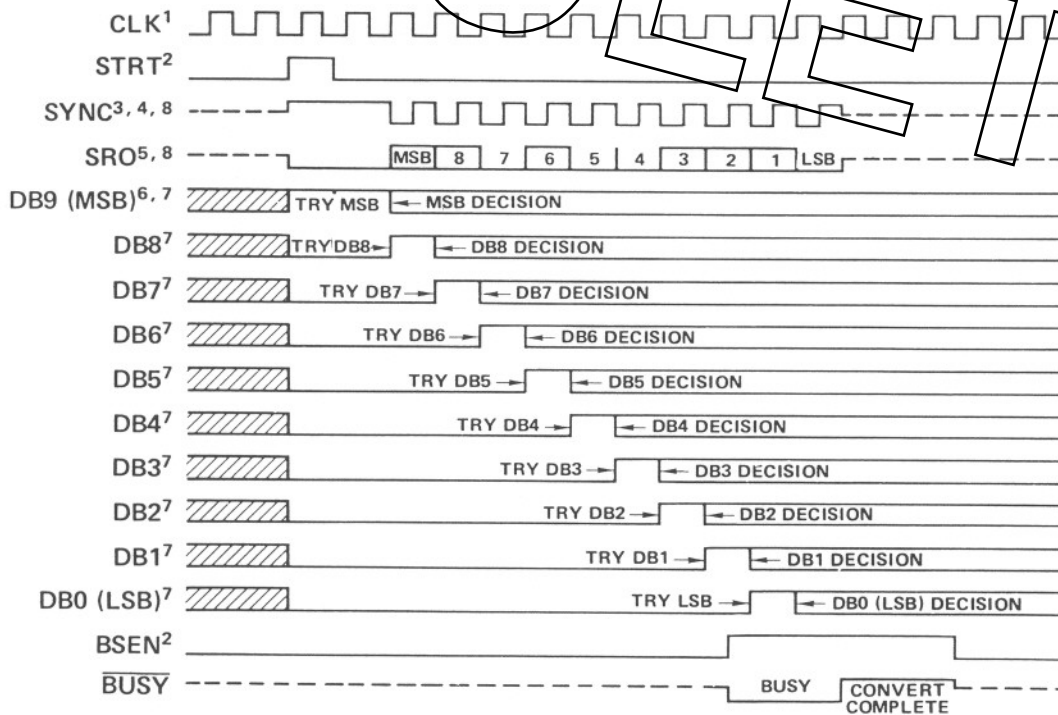 CLK1
STRT2
SYNC3, 4, 8
SRO5, 8 MSB 8 7 6 5 4 3 2 1 LSB
DB9 (MSB)6, 7 TRY MSB MSB DECISION
DB87 TRY DB8 DB8 DECISION
DB77 TRY DB7 DB7 DECISION
DB67 TRY DB6 DB6 DECISION
DB57 TRY DB5 DB5 DECISION
DB47 TRY DB4 DB4 DECISION
DB37 TRY DB3 DB3 DECISION
DB27 TRY DB2 DB2 DECISION
DB17 TRY DB1 DB1 DECISION
DB0 (LSB)7 TRY LSB DB0 (LSB) DECISION
BSEN2
BUSY BUSY CONVERT
COMPLETE
LET